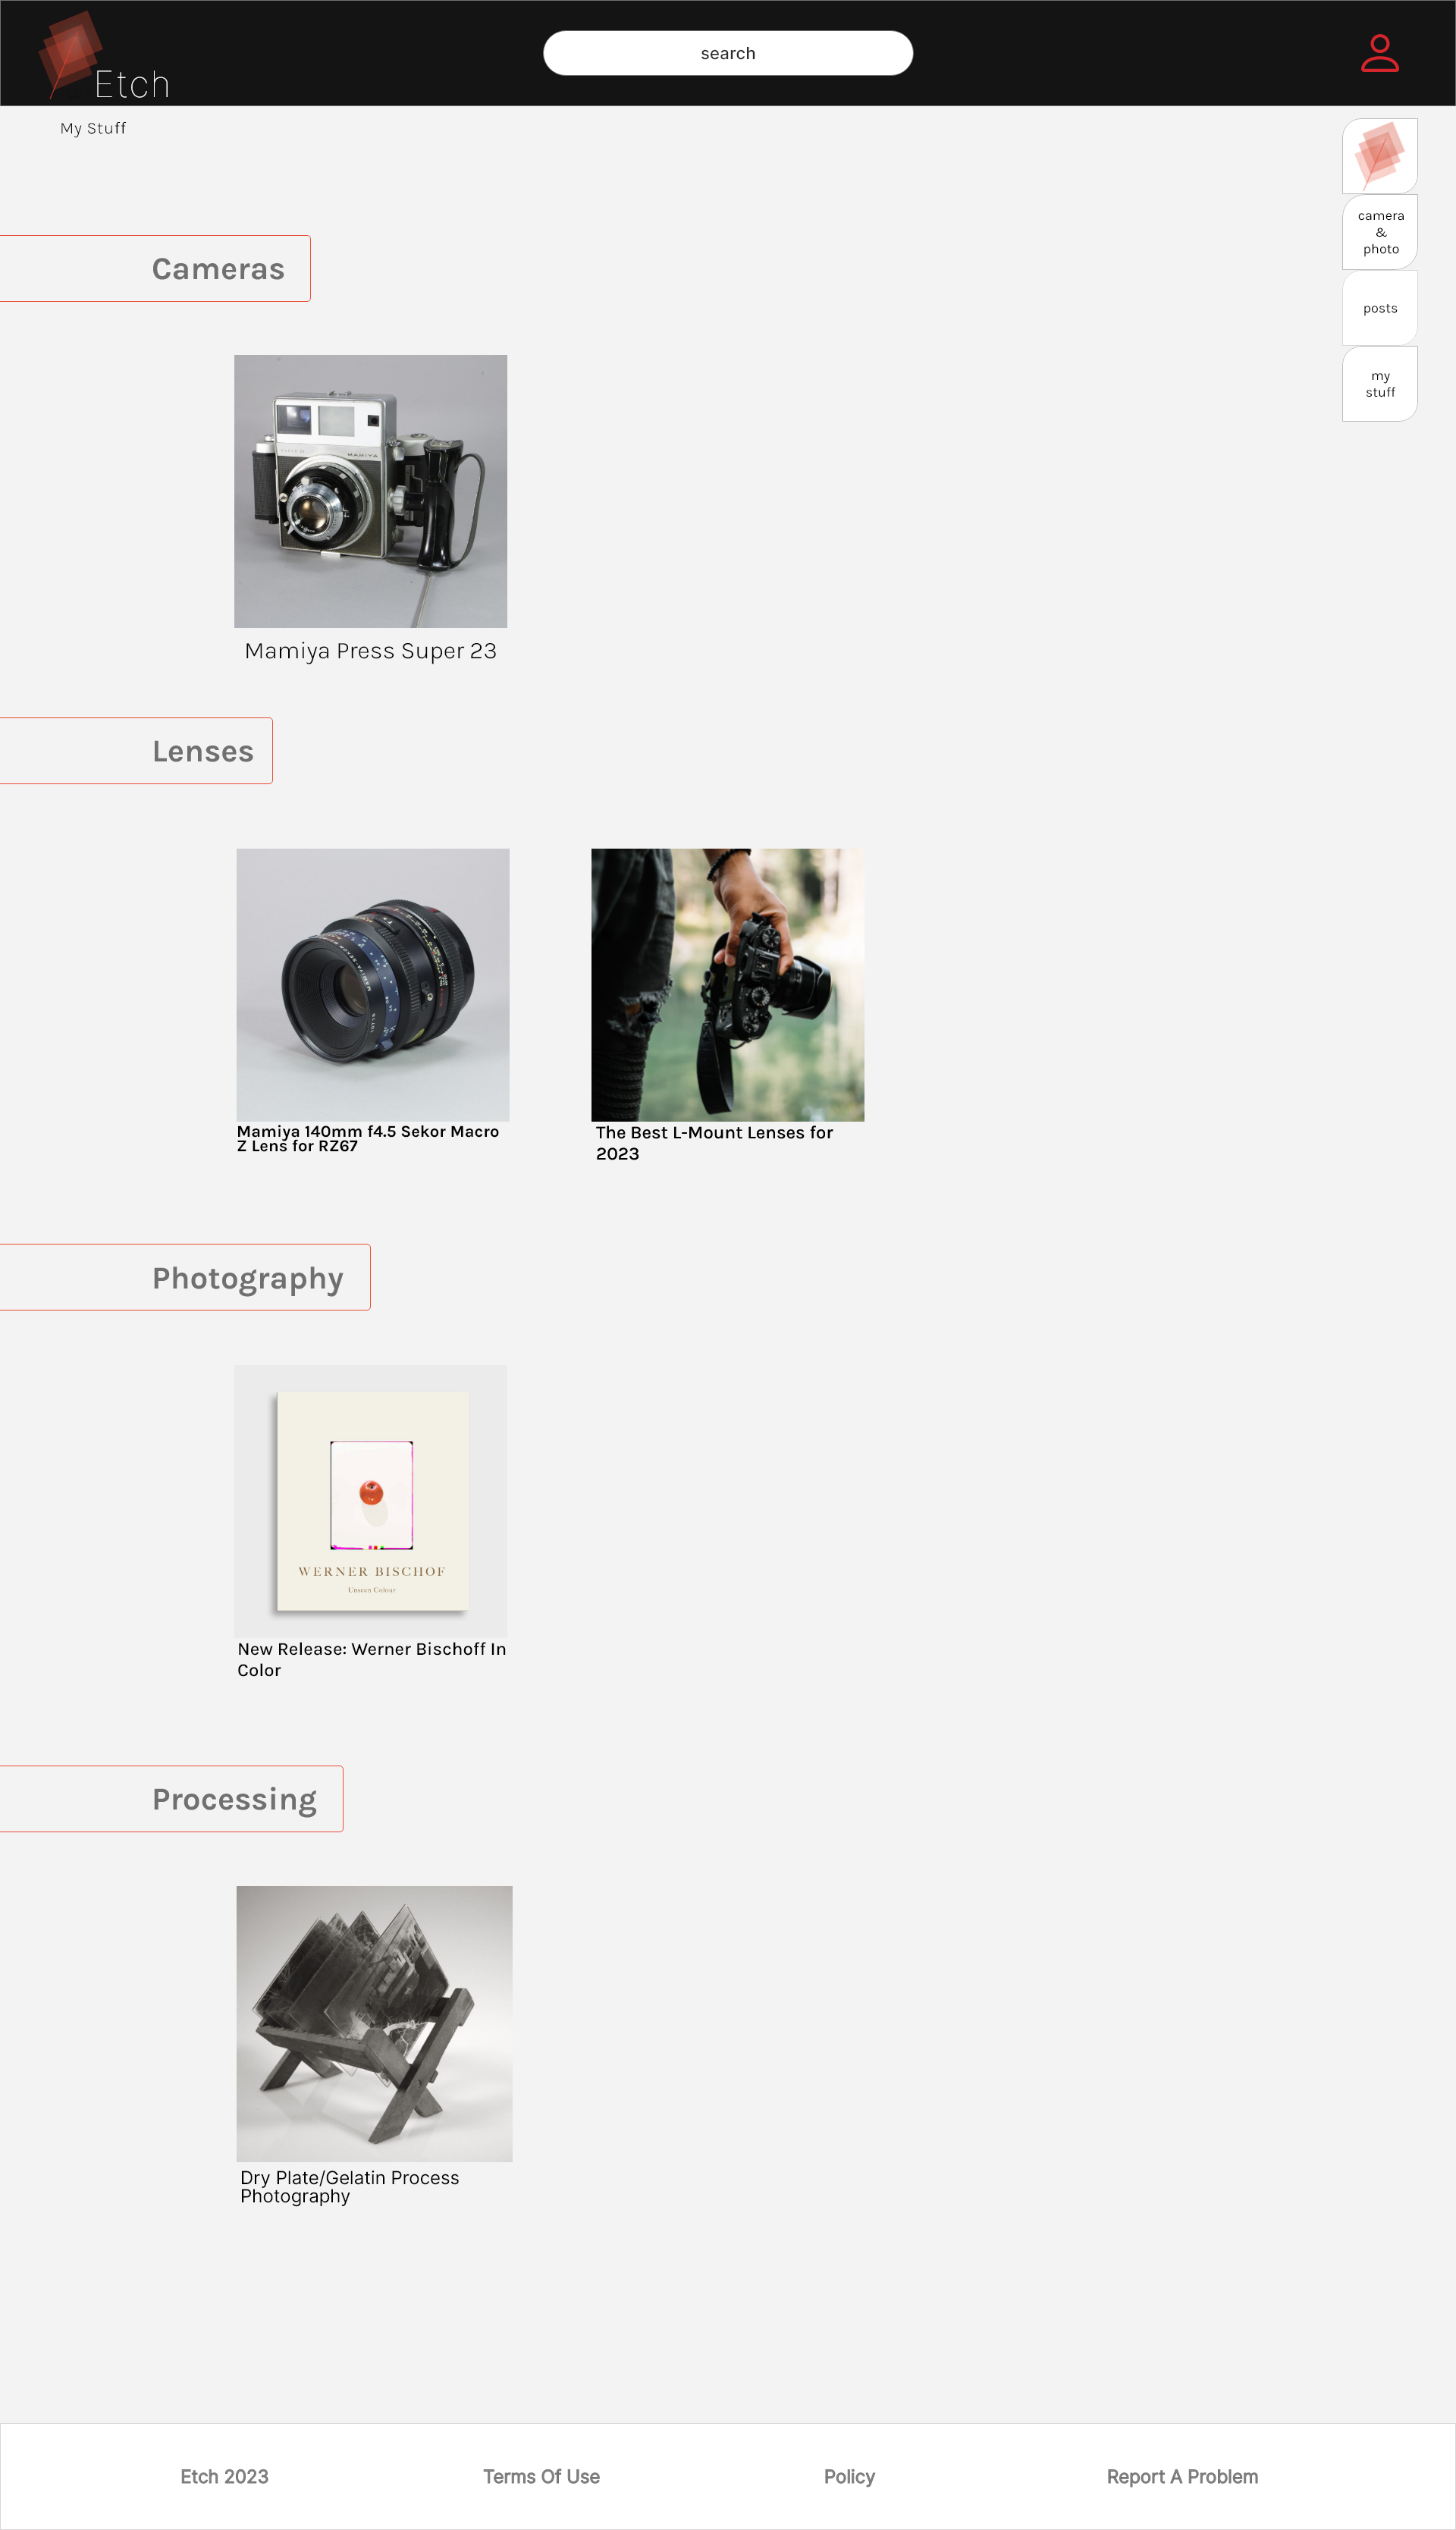 Etch
search
My Stuff
camera
&
photo
posts
my
stuff
Cameras
MAMIYA
Mamiya Press Super 23
Lenses
Mamiya 140mm f4.5 Sekor Macro
Z Lens for RZ67
The Best L-Mount Lenses for
2023
Photography
WERNER BISCHOF
Unseen Colour
New Release: Werner Bischoff In
Color
Processing
Dry Plate/Gelatin Process
Photography
Etch 2023
Terms Of Use
Policy
Report A Problem